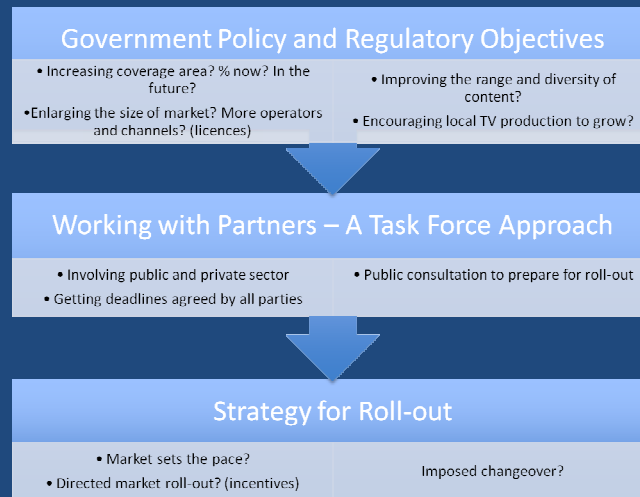 Government Policy and Regulatory Objectives
• Increasing coverage area? % now? In the
future?
•Enlarging the size of market? More operators
and channels? (licences)
• Improving the range and diversity of
content?
• Encouraging local TV production to grow?
Working with Partners – A Task Force Approach
• Involving public and private sector
• Getting deadlines agreed by all parties
• Public consultation to prepare for roll-out
Strategy for Roll-out
• Market sets the pace?
• Directed market roll-out? (incentives)
Imposed changeover?